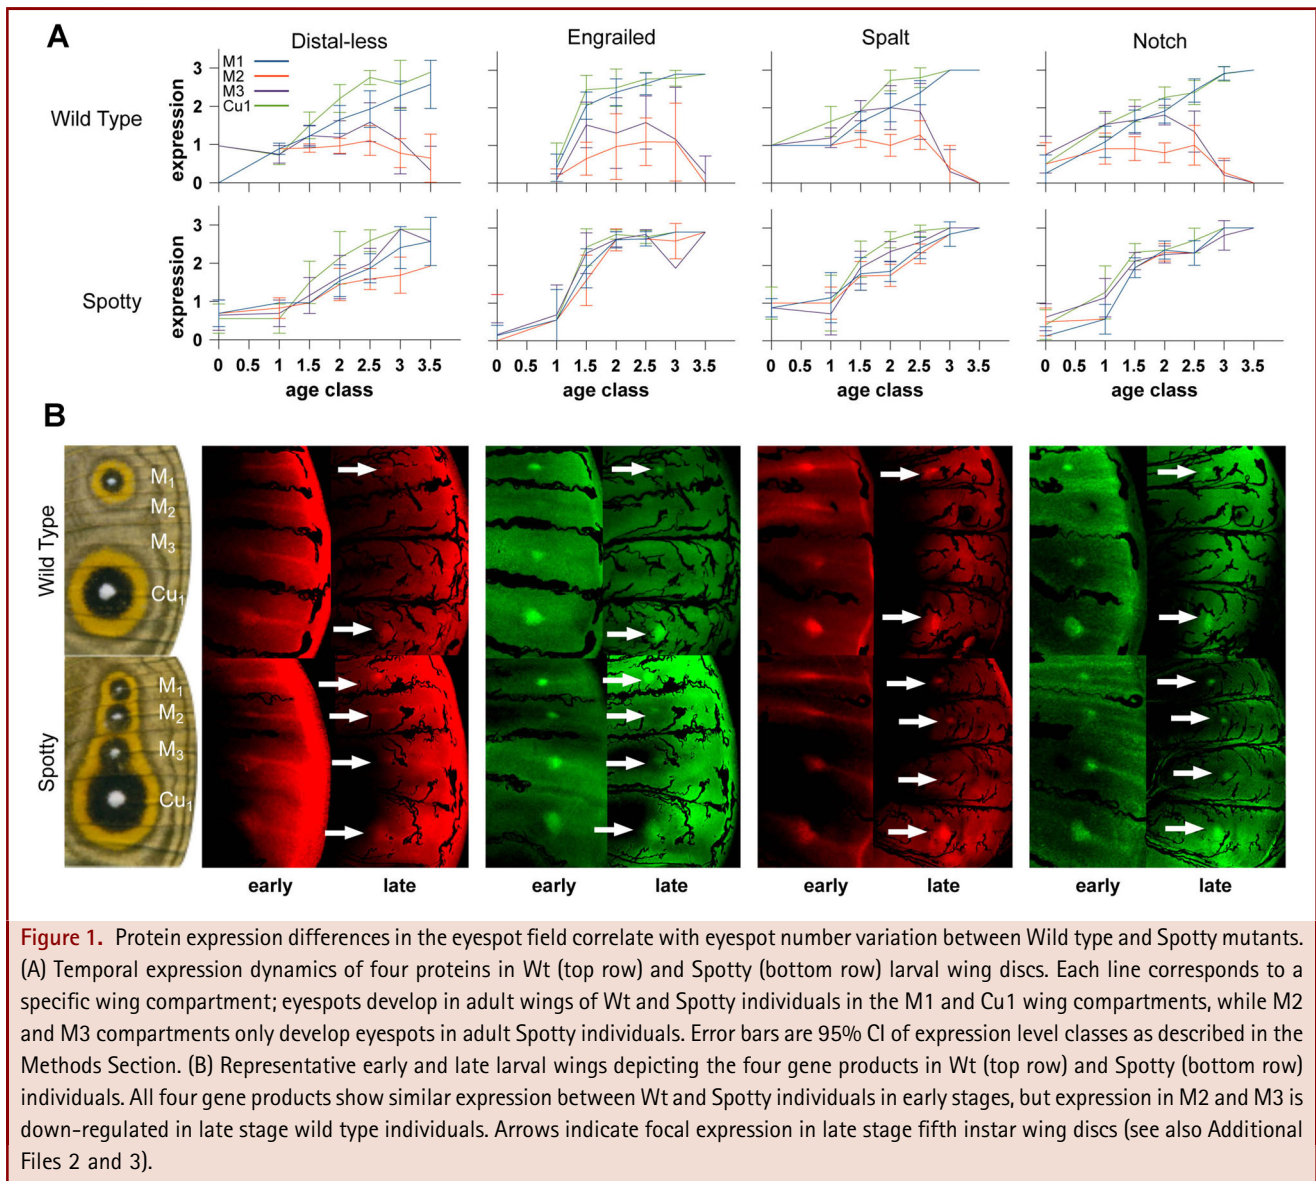 A
Distal-less
Engrailed
Spalt
Notch
Wild Type
expression
3
2
1
0
M1
M2
M3
Cu1
Spotty
expression
3
2
1
0
0 0.5 1 1.5 2 2.5 3 3.5
0 0.5 1 1.5 2 2.5 3 3.5
0 0.5 1 1.5 2 2.5 3 3.5
0 0.5 1 1.5 2 2.5 3 3.5
age class
age class
age class
age class
B
Wild Type
M1
M2
M3
Cu1
Spotty
M1
M2
M3
Cu1
early late
early late
early late
early late
Figure 1. Protein expression differences in the eyespot field correlate with eyespot number variation between Wild type and Spotty mutants.
(A) Temporal expression dynamics of four proteins in Wt (top row) and Spotty (bottom row) larval wing discs. Each line corresponds to a
specific wing compartment; eyespots develop in adult wings of Wt and Spotty individuals in the M1 and Cu1 wing compartments, while M2
and M3 compartments only develop eyespots in adult Spotty individuals. Error bars are 95% CI of expression level classes as described in the
Methods Section. (B) Representative early and late larval wings depicting the four gene products in Wt (top row) and Spotty (bottom row)
individuals. All four gene products show similar expression between Wt and Spotty individuals in early stages, but expression in M2 and M3 is
down-regulated in late stage wild type individuals. Arrows indicate focal expression in late stage fifth instar wing discs (see also Additional
Files 2 and 3).